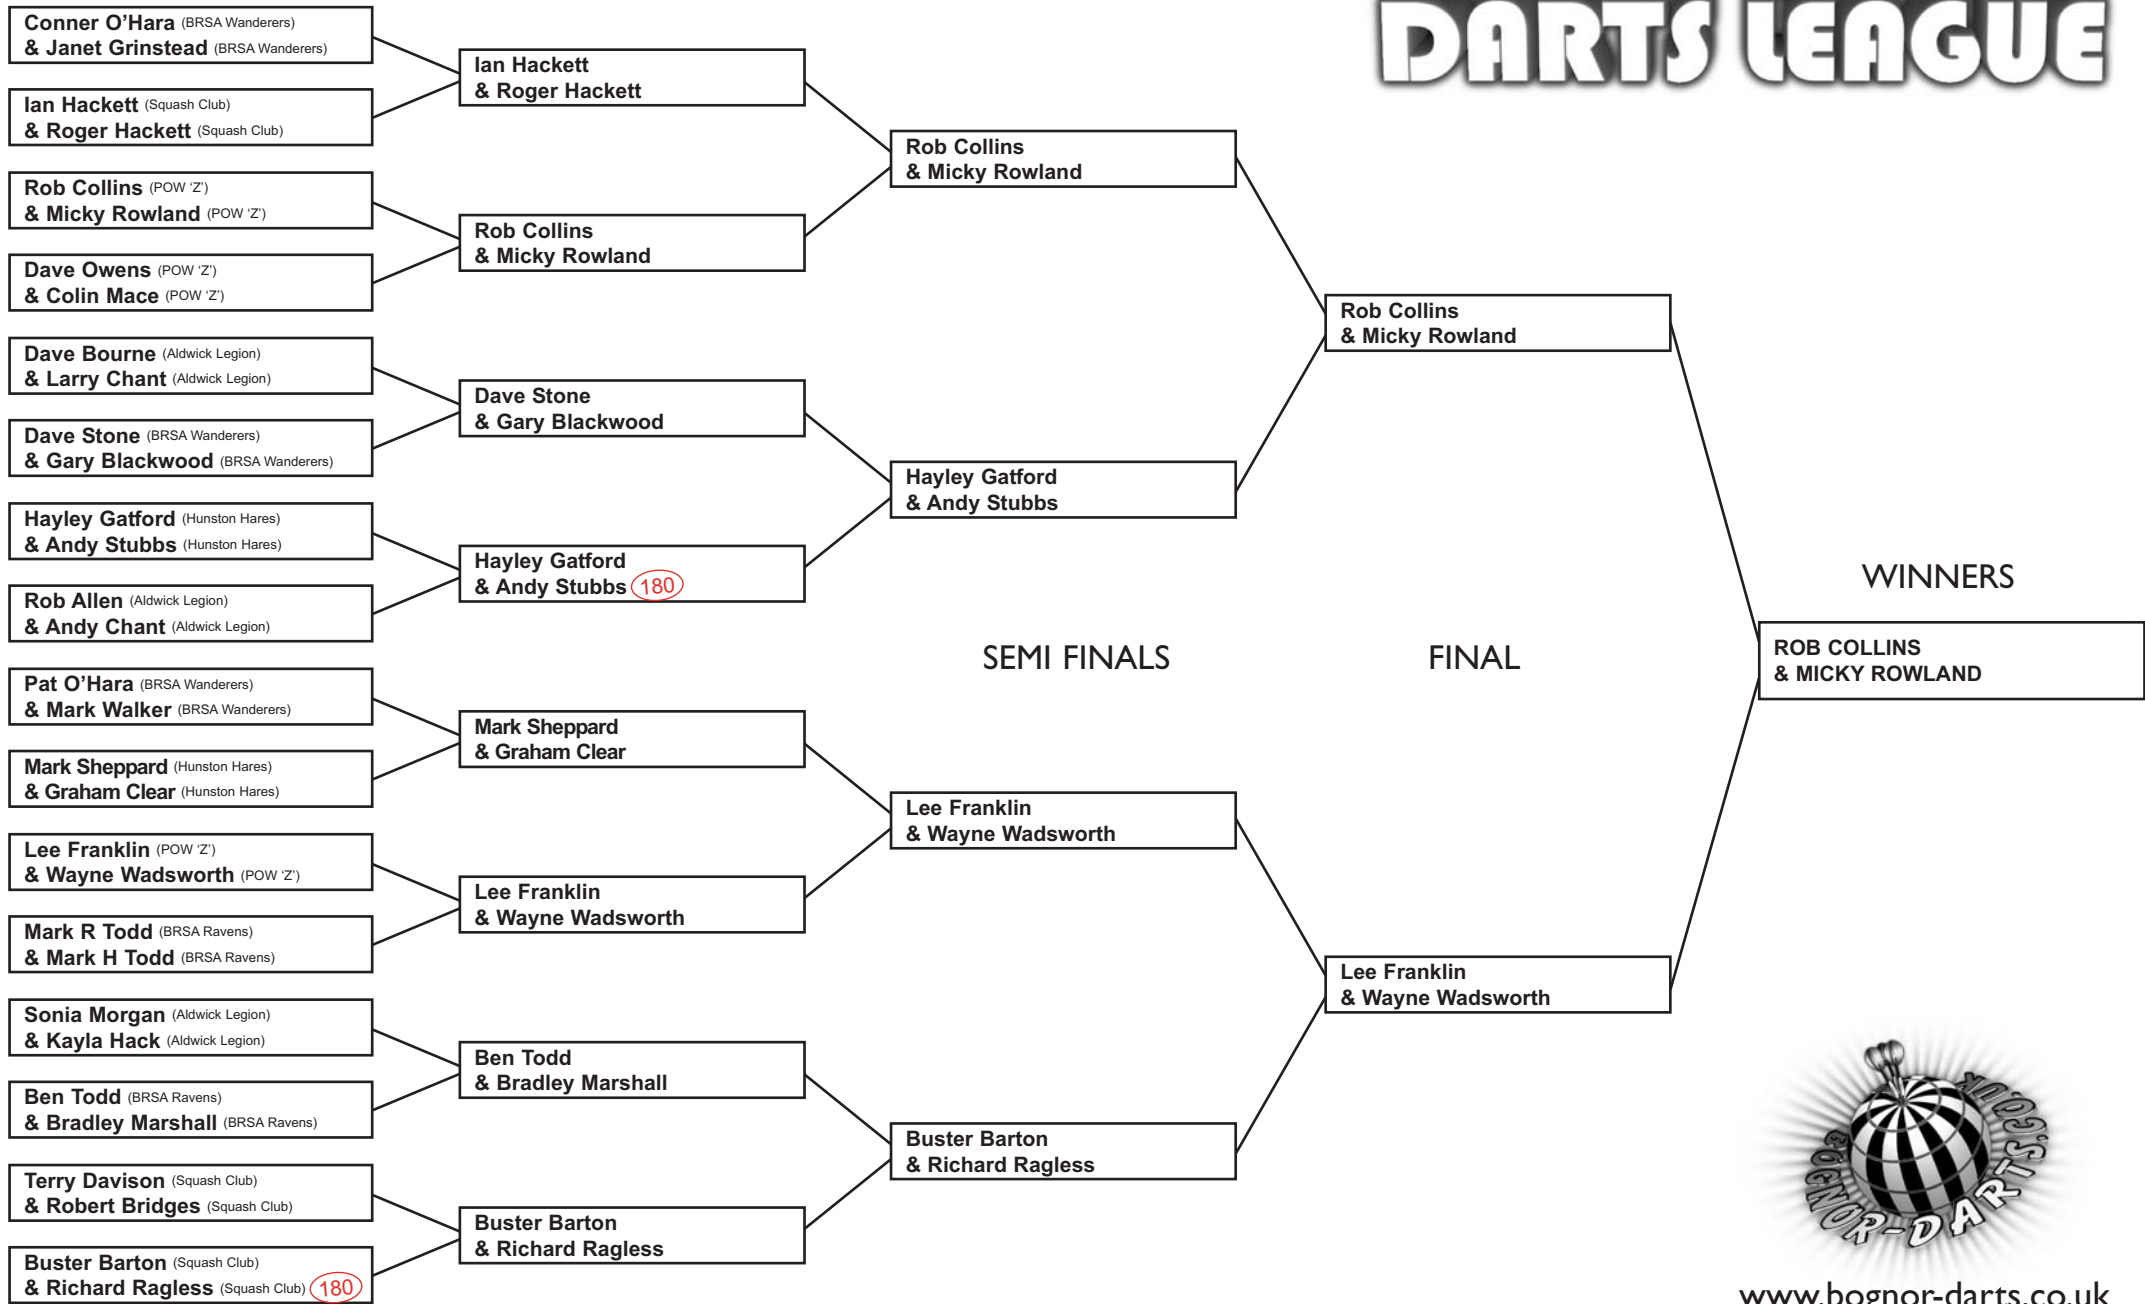 DARTS LEAGUE
Conner O’Hara (BRSA Wanderers)
& Janet Grinstead (BRSA Wanderers)
Ian Hackett (Squash Club)
& Roger Hackett (Squash Club)
Rob Collins (POW ‘Z’)
& Micky Rowland (POW ‘Z’)
Dave Owens (POW ‘Z’)
& Colin Mace (POW ‘Z’)
Dave Bourne (Aldwick Legion)
& Larry Chant (Aldwick Legion)
Dave Stone (BRSA Wanderers)
& Gary Blackwood (BRSA Wanderers)
Hayley Gatford (Hunston Hares)
& Andy Stubbs (Hunston Hares)
Rob Allen (Aldwick Legion)
& Andy Chant (Aldwick Legion)
Pat O’Hara (BRSA Wanderers)
& Mark Walker (BRSA Wanderers)
Mark Sheppard (Hunston Hares)
& Graham Clear (Hunston Hares)
Lee Franklin (POW ‘Z’)
& Wayne Wadsworth (POW ‘Z’)
Mark R Todd (BRSA Ravens)
& Mark H Todd (BRSA Ravens)
Sonia Morgan (Aldwick Legion)
& Kayla Hack (Aldwick Legion)
Ben Todd (BRSA Ravens)
& Bradley Marshall (BRSA Ravens)
Terry Davison (Squash Club)
& Robert Bridges (Squash Club)
Buster Barton (Squash Club)
& Richard Ragless (Squash Club) 180
Ian Hackett
& Roger Hackett
Rob Collins
& Micky Rowland
Dave Stone
& Gary Blackwood
Hayley Gatford
& Andy Stubbs 180
Mark Sheppard
& Graham Clear
Lee Franklin
& Wayne Wadsworth
Ben Todd
& Bradley Marshall
Buster Barton
& Richard Ragless
Rob Collins
& Micky Rowland
Hayley Gatford
& Andy Stubbs
SEMI FINALS
Lee Franklin
& Wayne Wadsworth
Buster Barton
& Richard Ragless
Rob Collins
& Micky Rowland
FINAL
Lee Franklin
& Wayne Wadsworth
WINNERS
ROB COLLINS
& MICKY ROWLAND
BOGNOR-DARTS.CO.UK
www.bognor-darts.co.uk